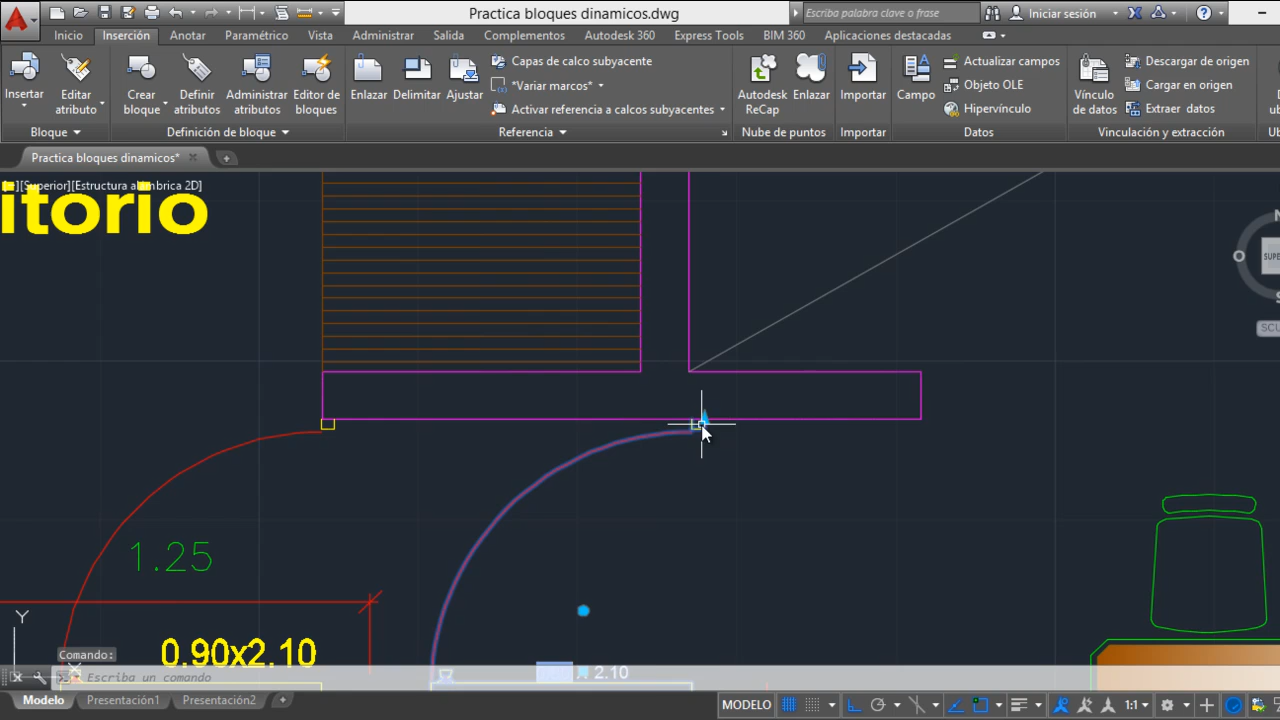 Practica bloques dinamicos.dwg
Escriba palabra clave o frase
Iniciar sesión
Inicio Inserción Anotar Paramétrico Vista Administrar Salida Complementos Autodesk 360 Express Tools BIM 360 Aplicaciones destacadas
Insertar
Editar atributo
Crear bloque
Definir atributos
Administrar atributos
Editor de bloques
Enlazar
Delimitar
Ajustar
Capas de calco subyacente
*Variar marcos*
Activar referencia a calcos subyacentes
Autodesk ReCap
Enlazar
Importar
Campo
Actualizar campos
Objeto OLE
Hipervínculo
Vínculo de datos
Descarga de origen
Cargar en origen
Extraer datos
Bloque
Definición de bloque
Referencia
Nube de puntos
Importar
Datos
Vinculación y extracción
Practica bloques dinamicos*
[−][Superior][Estructura alámbrica 2D]
itorio
N
O
SUPE
S
SCU
1.25
Y
X
0.90x2.10
2.10
Comando:
Escriba un comando
Modelo Presentación1 Presentación2
MODELO
1:1